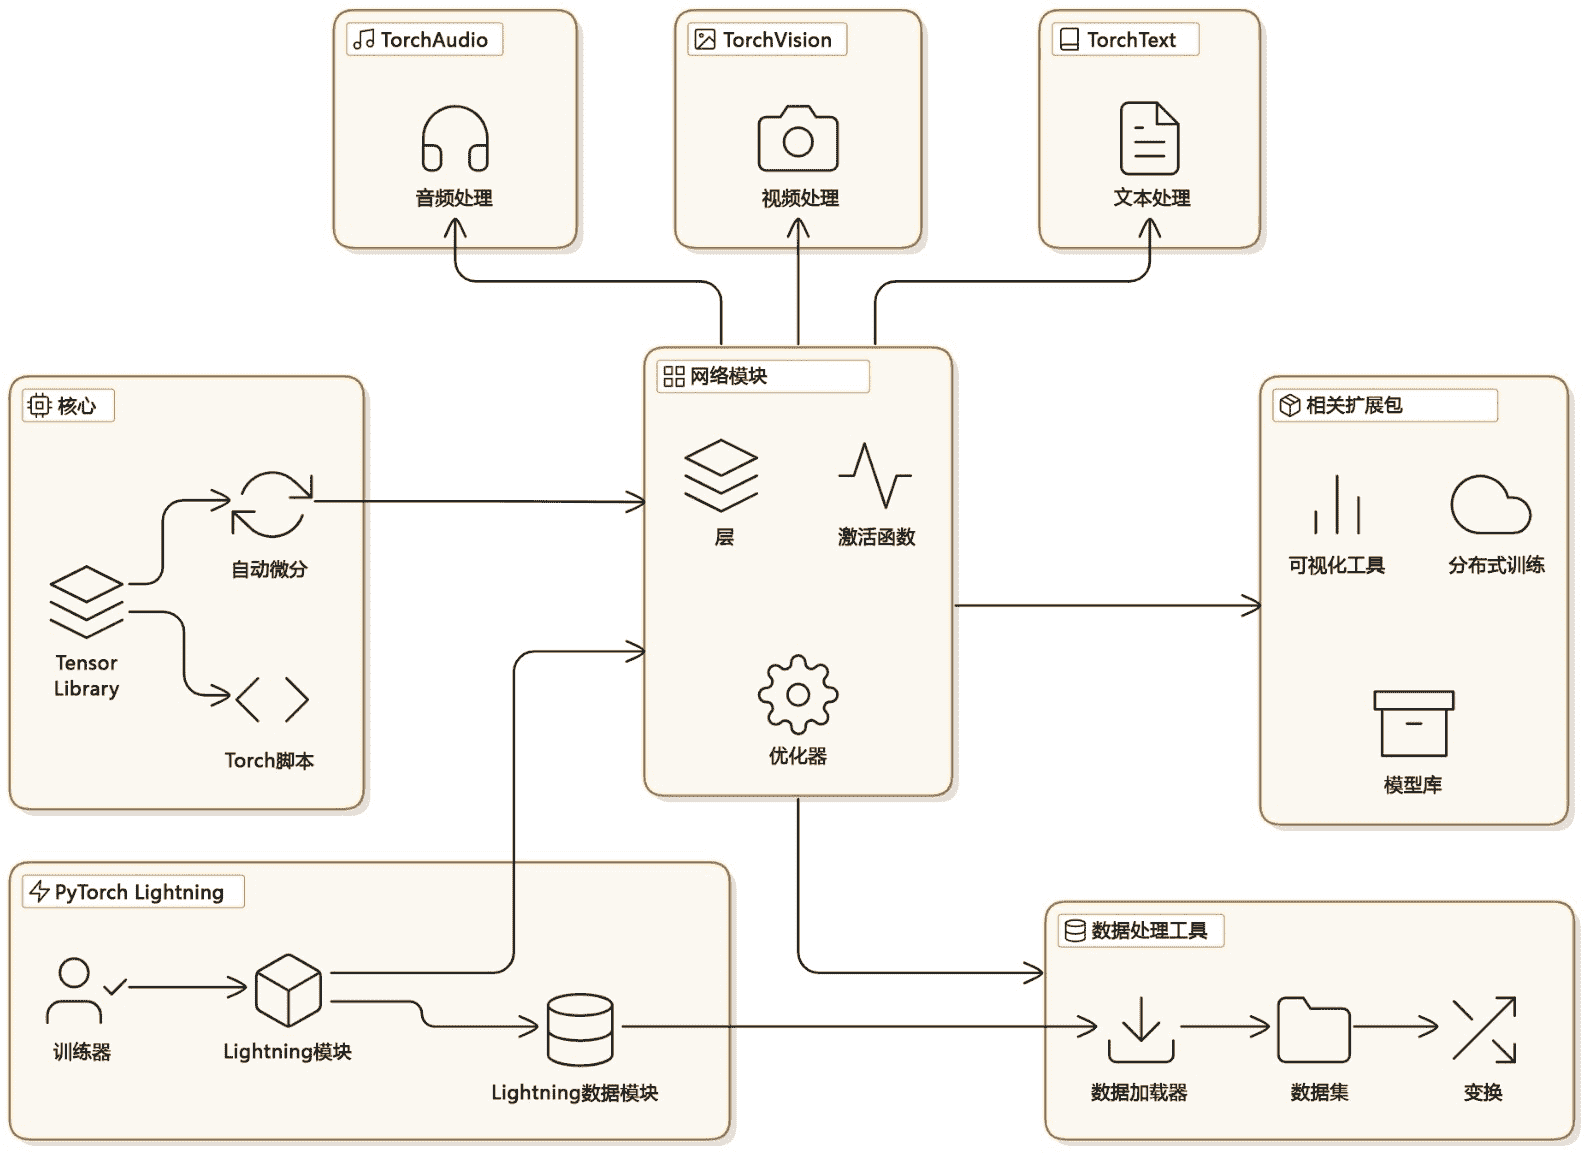 TorchAudio
音频处理
TorchVision
视频处理
TorchText
文本处理
核心
自动微分
Tensor
Library
Torch脚本
网络模块
层
激活函数
优化器
相关扩展包
可视化工具
分布式训练
模型库
PyTorch Lightning
训练器
Lightning模块
Lightning数据模块
数据处理工具
数据加载器
数据集
变换